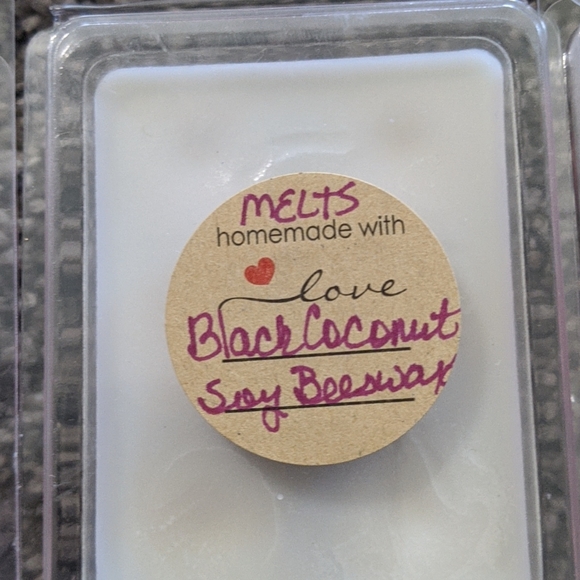 MELTS
homemade with
love
Black Coconut
Soy Beeswax